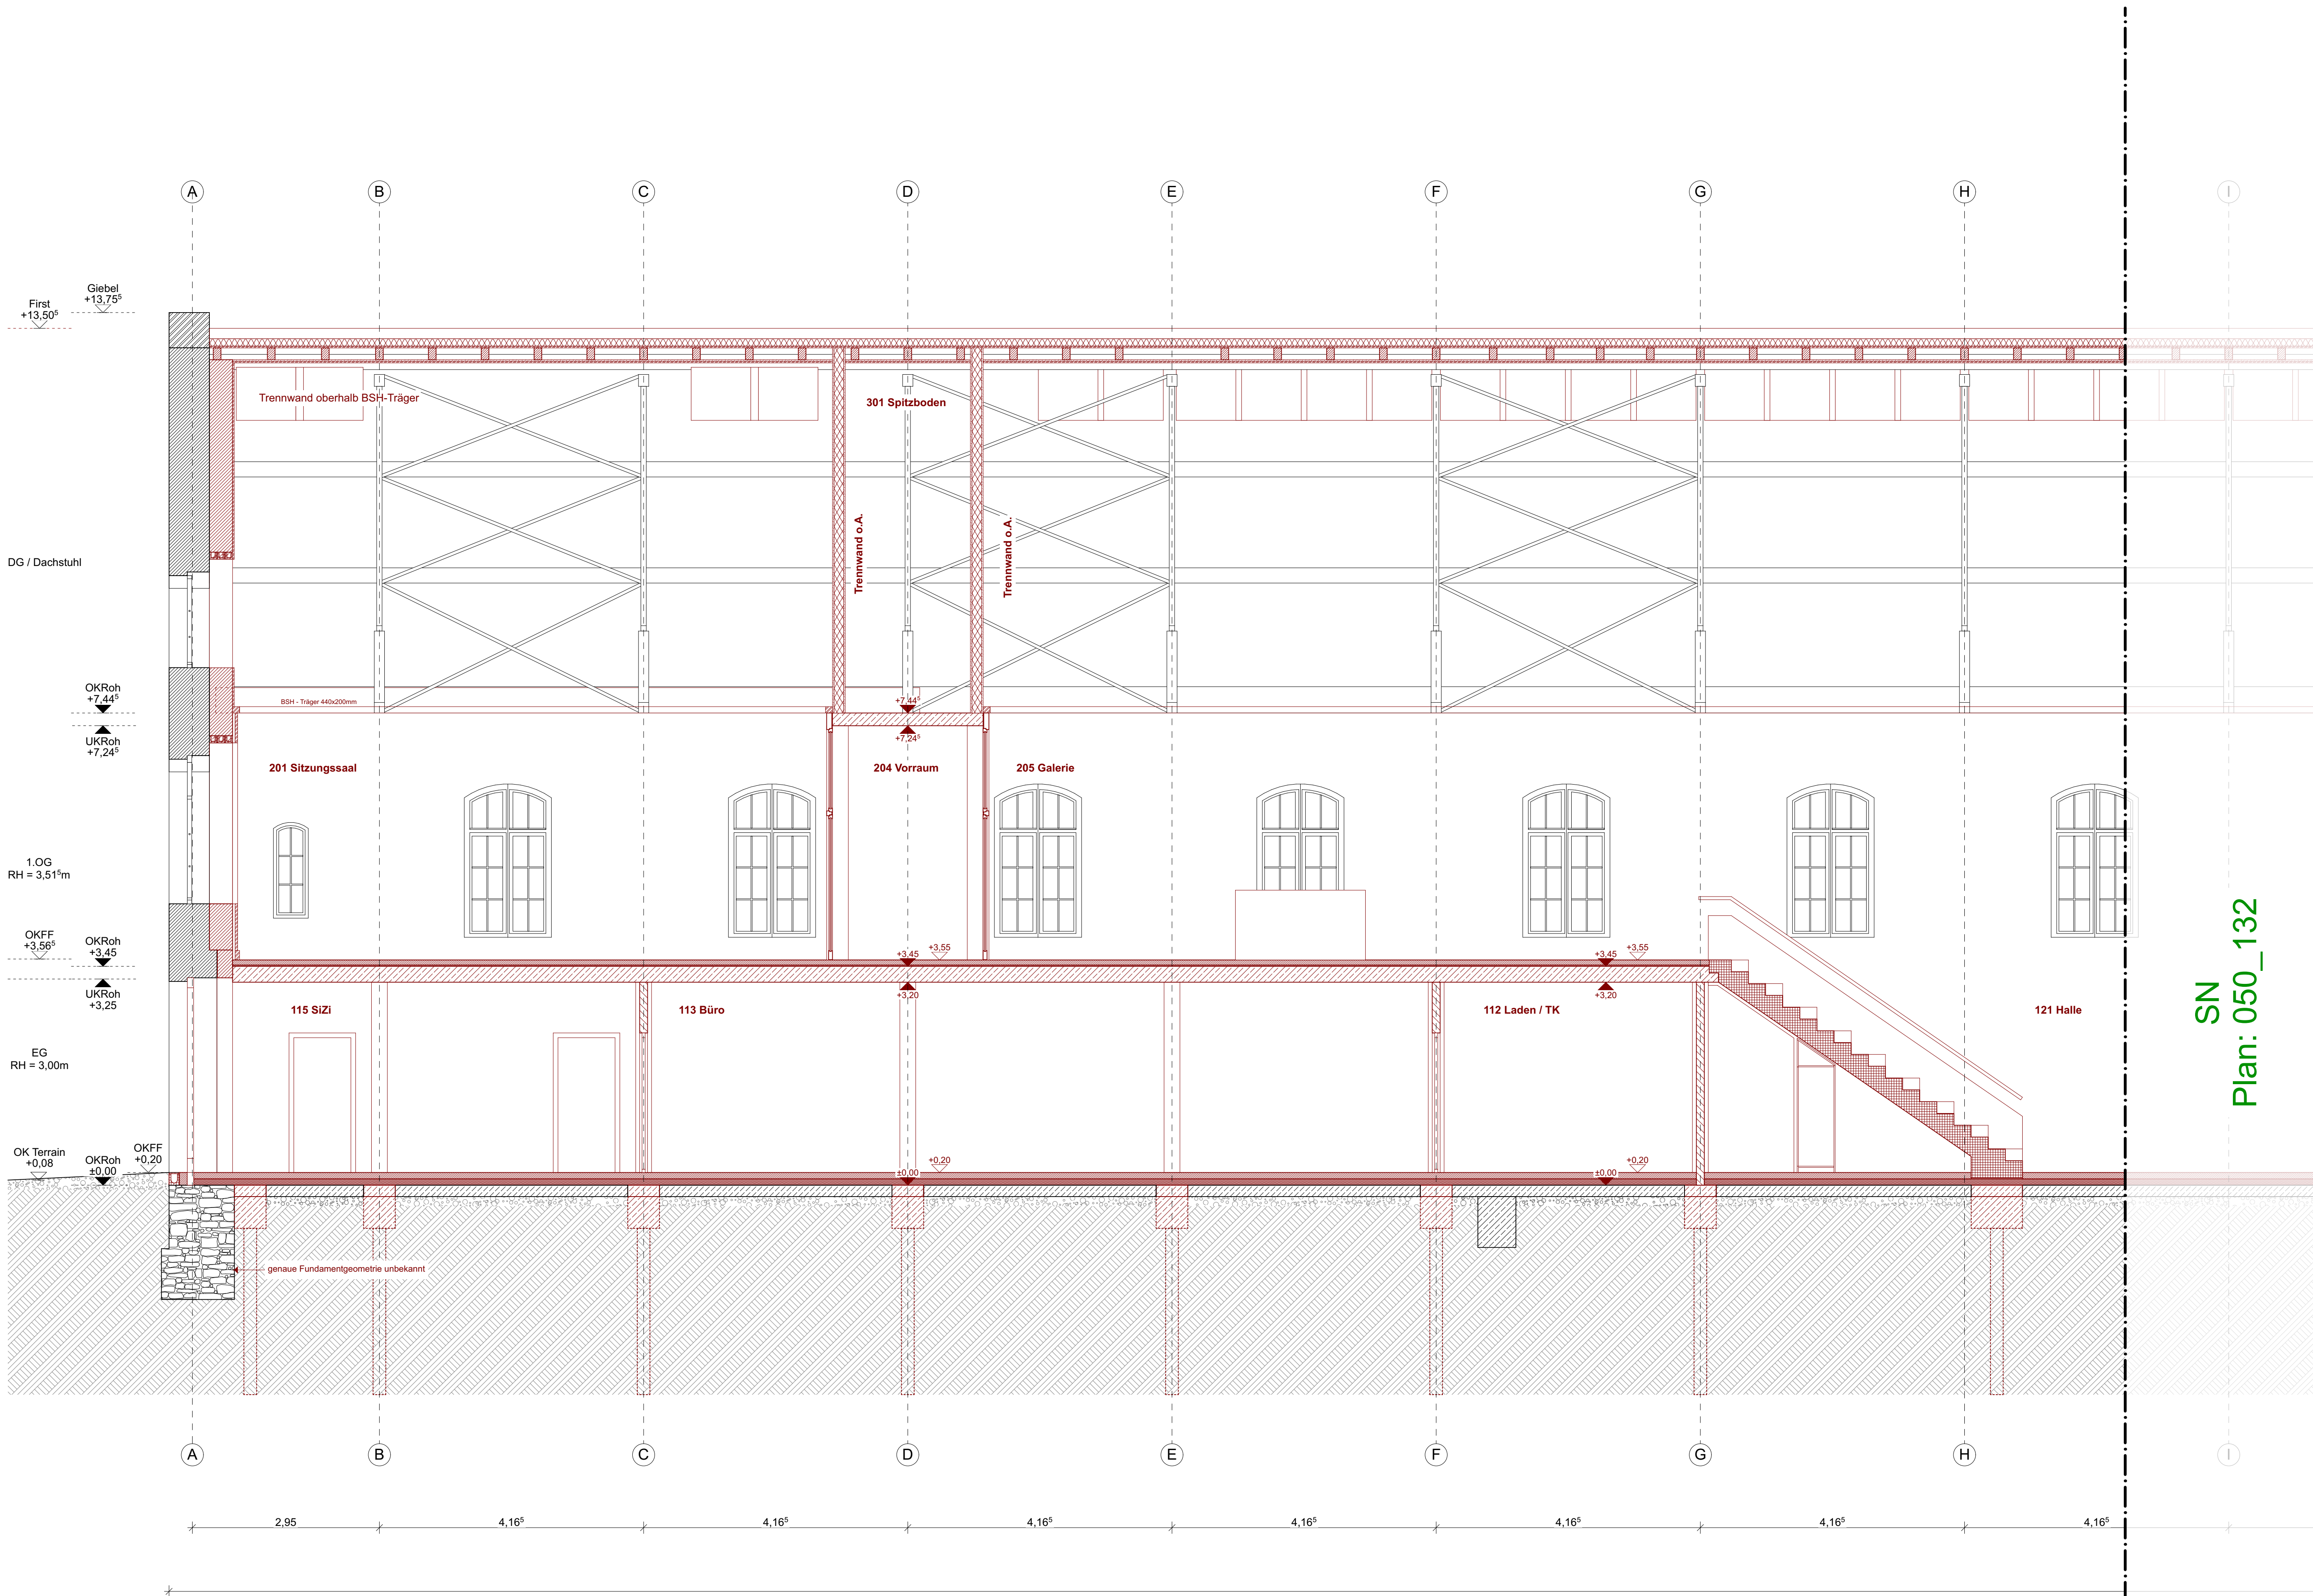 A B C D E F G H I
Giebel
+13,75⁵
First
+13,50⁵
Trennwand oberhalb BSH-Träger
301 Spitzboden
Trennwand o.A.
Trennwand o.A.
DG / Dachstuhl
OKRoh
+7,44⁵
UKRoh
+7,24⁵
BSH - Träger 440x200mm
+7,44⁵
+7,24⁵
201 Sitzungssaal
204 Vorraum
205 Galerie
1.OG
RH = 3,51⁵m
OKFF
+3,56⁵
OKRoh
+3,45
UKRoh
+3,25
+3,45
+3,55
+3,20
+3,45
+3,55
+3,20
115 SiZi
113 Büro
112 Laden / TK
121 Halle
SN
Plan: 050_132
EG
RH = 3,00m
OK Terrain
+0,08
OKRoh
±0,00
OKFF
+0,20
±0,00
+0,20
±0,00
+0,20
genaue Fundamentgeometrie unbekannt
A B C D E F G H I
2,95 4,16⁵ 4,16⁵ 4,16⁵ 4,16⁵ 4,16⁵ 4,16⁵ 4,16⁵